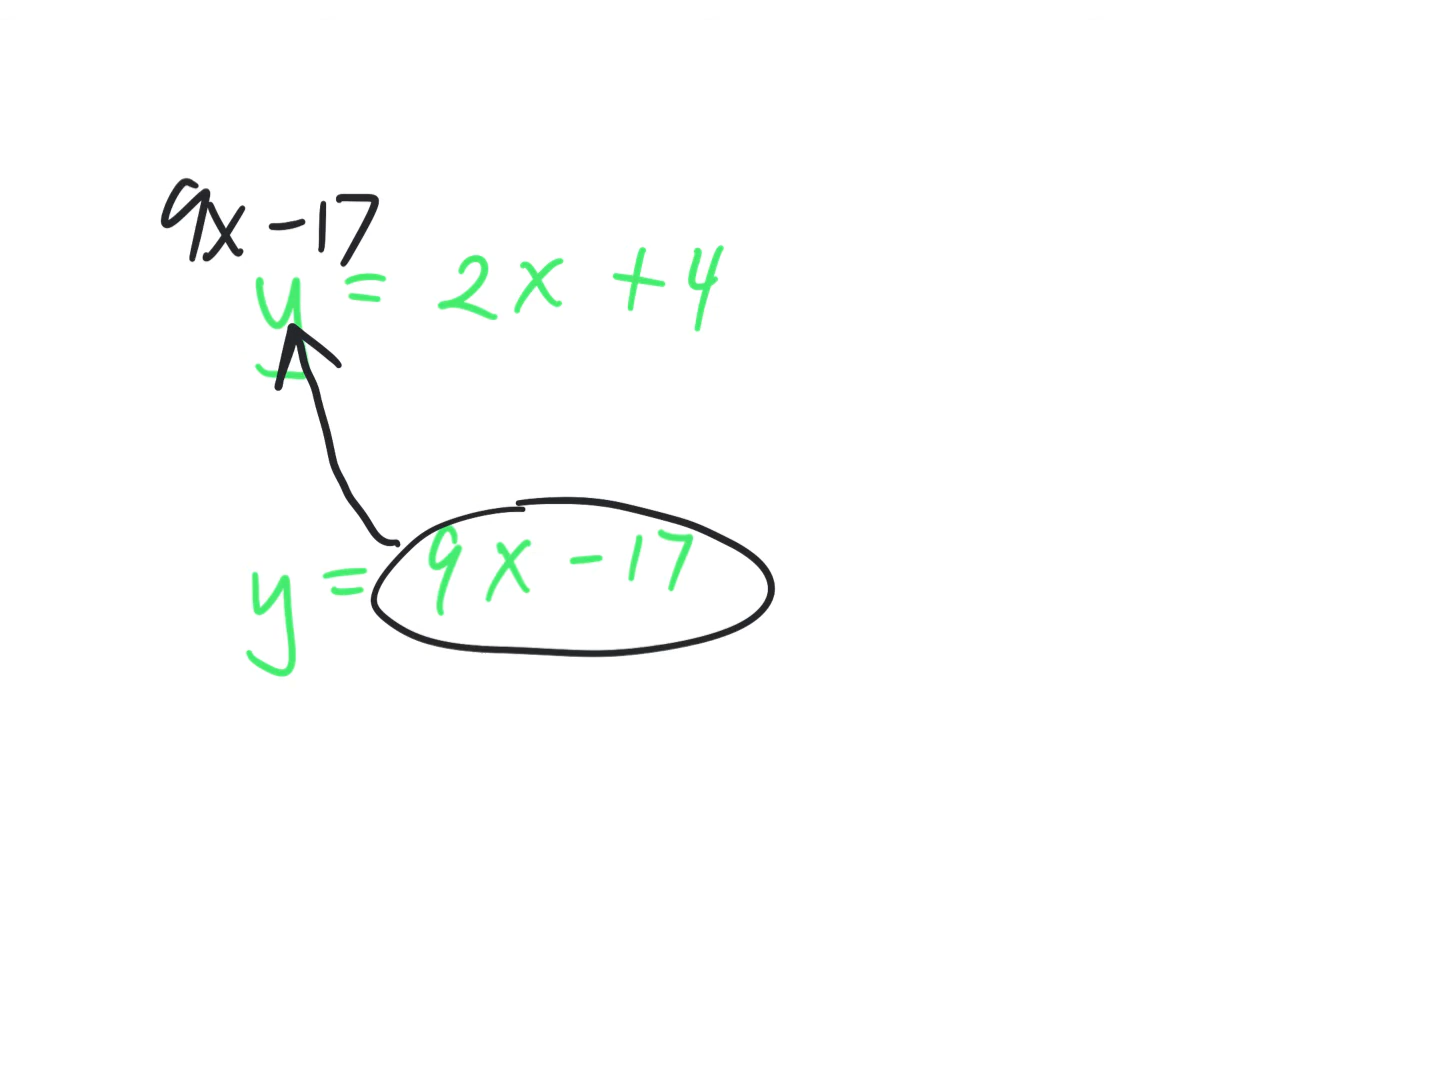 9x - 17
y = 2x + 4
y = 9x - 17